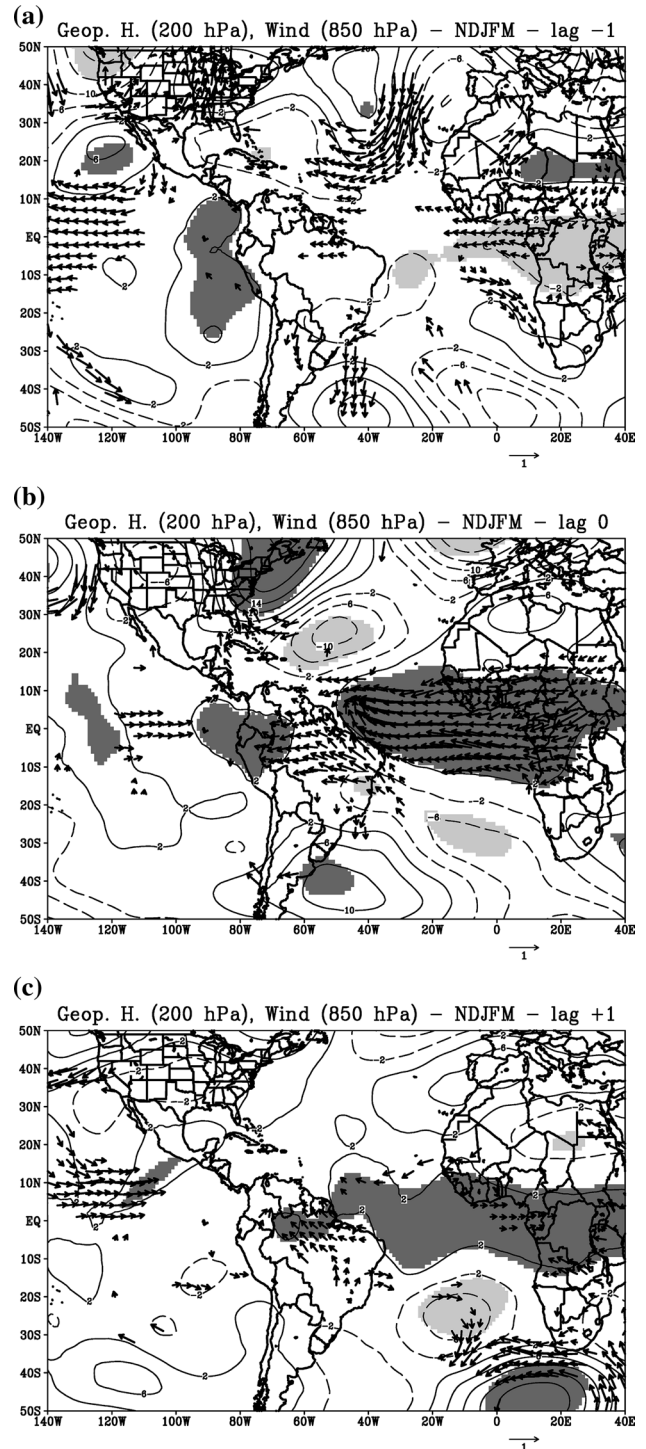 (a)
Geop. H. (200 hPa), Wind (850 hPa) – NDJFM – lag –1
50N
40N
30N
20N
10N
EQ
10S
20S
30S
40S
50S
140W 120W 100W 80W 60W 40W 20W 0 20E 40E
1
(b)
Geop. H. (200 hPa), Wind (850 hPa) – NDJFM – lag 0
50N
40N
30N
20N
10N
EQ
10S
20S
30S
40S
50S
140W 120W 100W 80W 60W 40W 20W 0 20E 40E
1
(c)
Geop. H. (200 hPa), Wind (850 hPa) – NDJFM – lag +1
50N
40N
30N
20N
10N
EQ
10S
20S
30S
40S
50S
140W 120W 100W 80W 60W 40W 20W 0 20E 40E
1